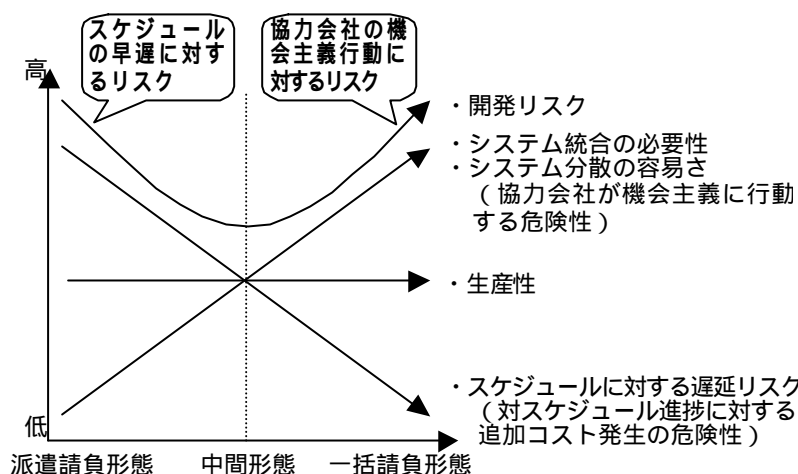 スケジュール
の早遅に対す
るリスク
協力会社の機
会主義行動に
対するリスク
高
・開発リスク
・システム統合の必要性
・システム分散の容易さ
(協力会社が機会主義に行動
する危険性)
・生産性
・スケジュールに対する遅延リスク
(対スケジュール進捗に対する
追加コスト発生の危険性)
低
派遣請負形態 中間形態 一括請負形態